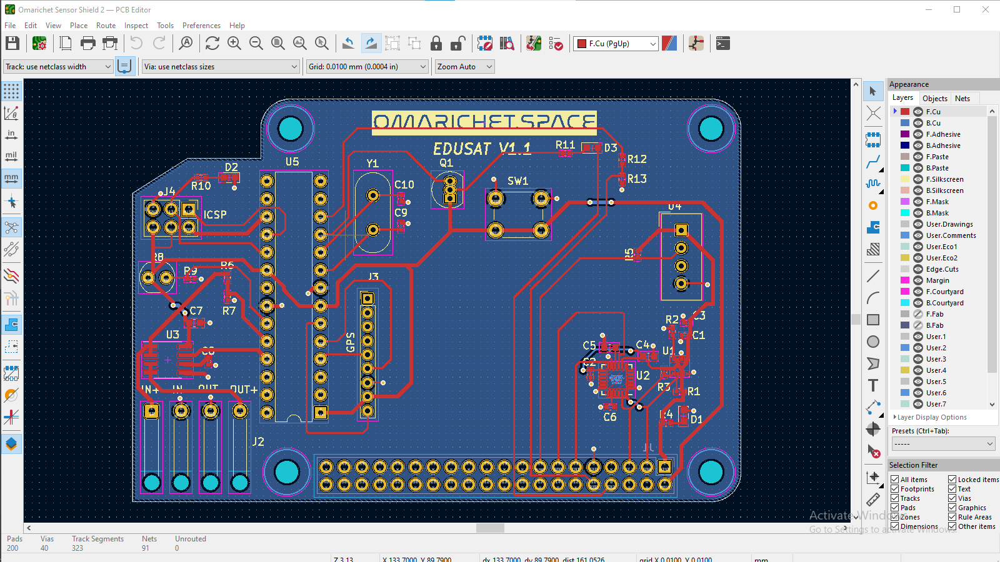 Omarichet Sensor Shield 2 — PCB Editor
File Edit View Place Route Inspect Tools Preferences Help
F.Cu (PgUp)
Track: use netclass width
Via: use netclass sizes
Grid: 0.0100 mm (0.0004 in)
Zoom Auto
in
mil
mm
OMARICHET.SPACE
EDUSAT V1.1
R11
D3
R12
R13
U5
Y1
Q1
SW1
D2
R10
J4
ICSP
C10
C9
U4
R5
R8
R9
R6
R7
C7
U3
J3
GPS
IN+
OUT+
J2
R2
C3
C1
C5
C4
U1
C2
U2
R3
R1
C6
R4
D1
Appearance
Layers Objects Nets
F.Cu
B.Cu
F.Adhesive
B.Adhesive
F.Paste
B.Paste
F.Silkscreen
B.Silkscreen
F.Mask
B.Mask
User.Drawings
User.Comments
User.Eco1
User.Eco2
Edge.Cuts
Margin
F.Courtyard
B.Courtyard
F.Fab
B.Fab
User.1
User.2
User.3
User.4
User.5
User.6
User.7
Layer Display Options
Presets (Ctrl+Tab):
-----
Selection Filter
All items Locked items
Footprints Text
Tracks Vias
Pads Graphics
Zones Rule Areas
Dimensions Other items
Activate Windows
Go to Settings to activate Windows.
Pads Vias Track Segments Nets Unrouted
200 40 323 91 0
Z 3.13 X 133.7000 Y 89.7900 dx 133.7000 dy 89.7900 dist 161.0526 grid X 0.0100 Y 0.0100 mm